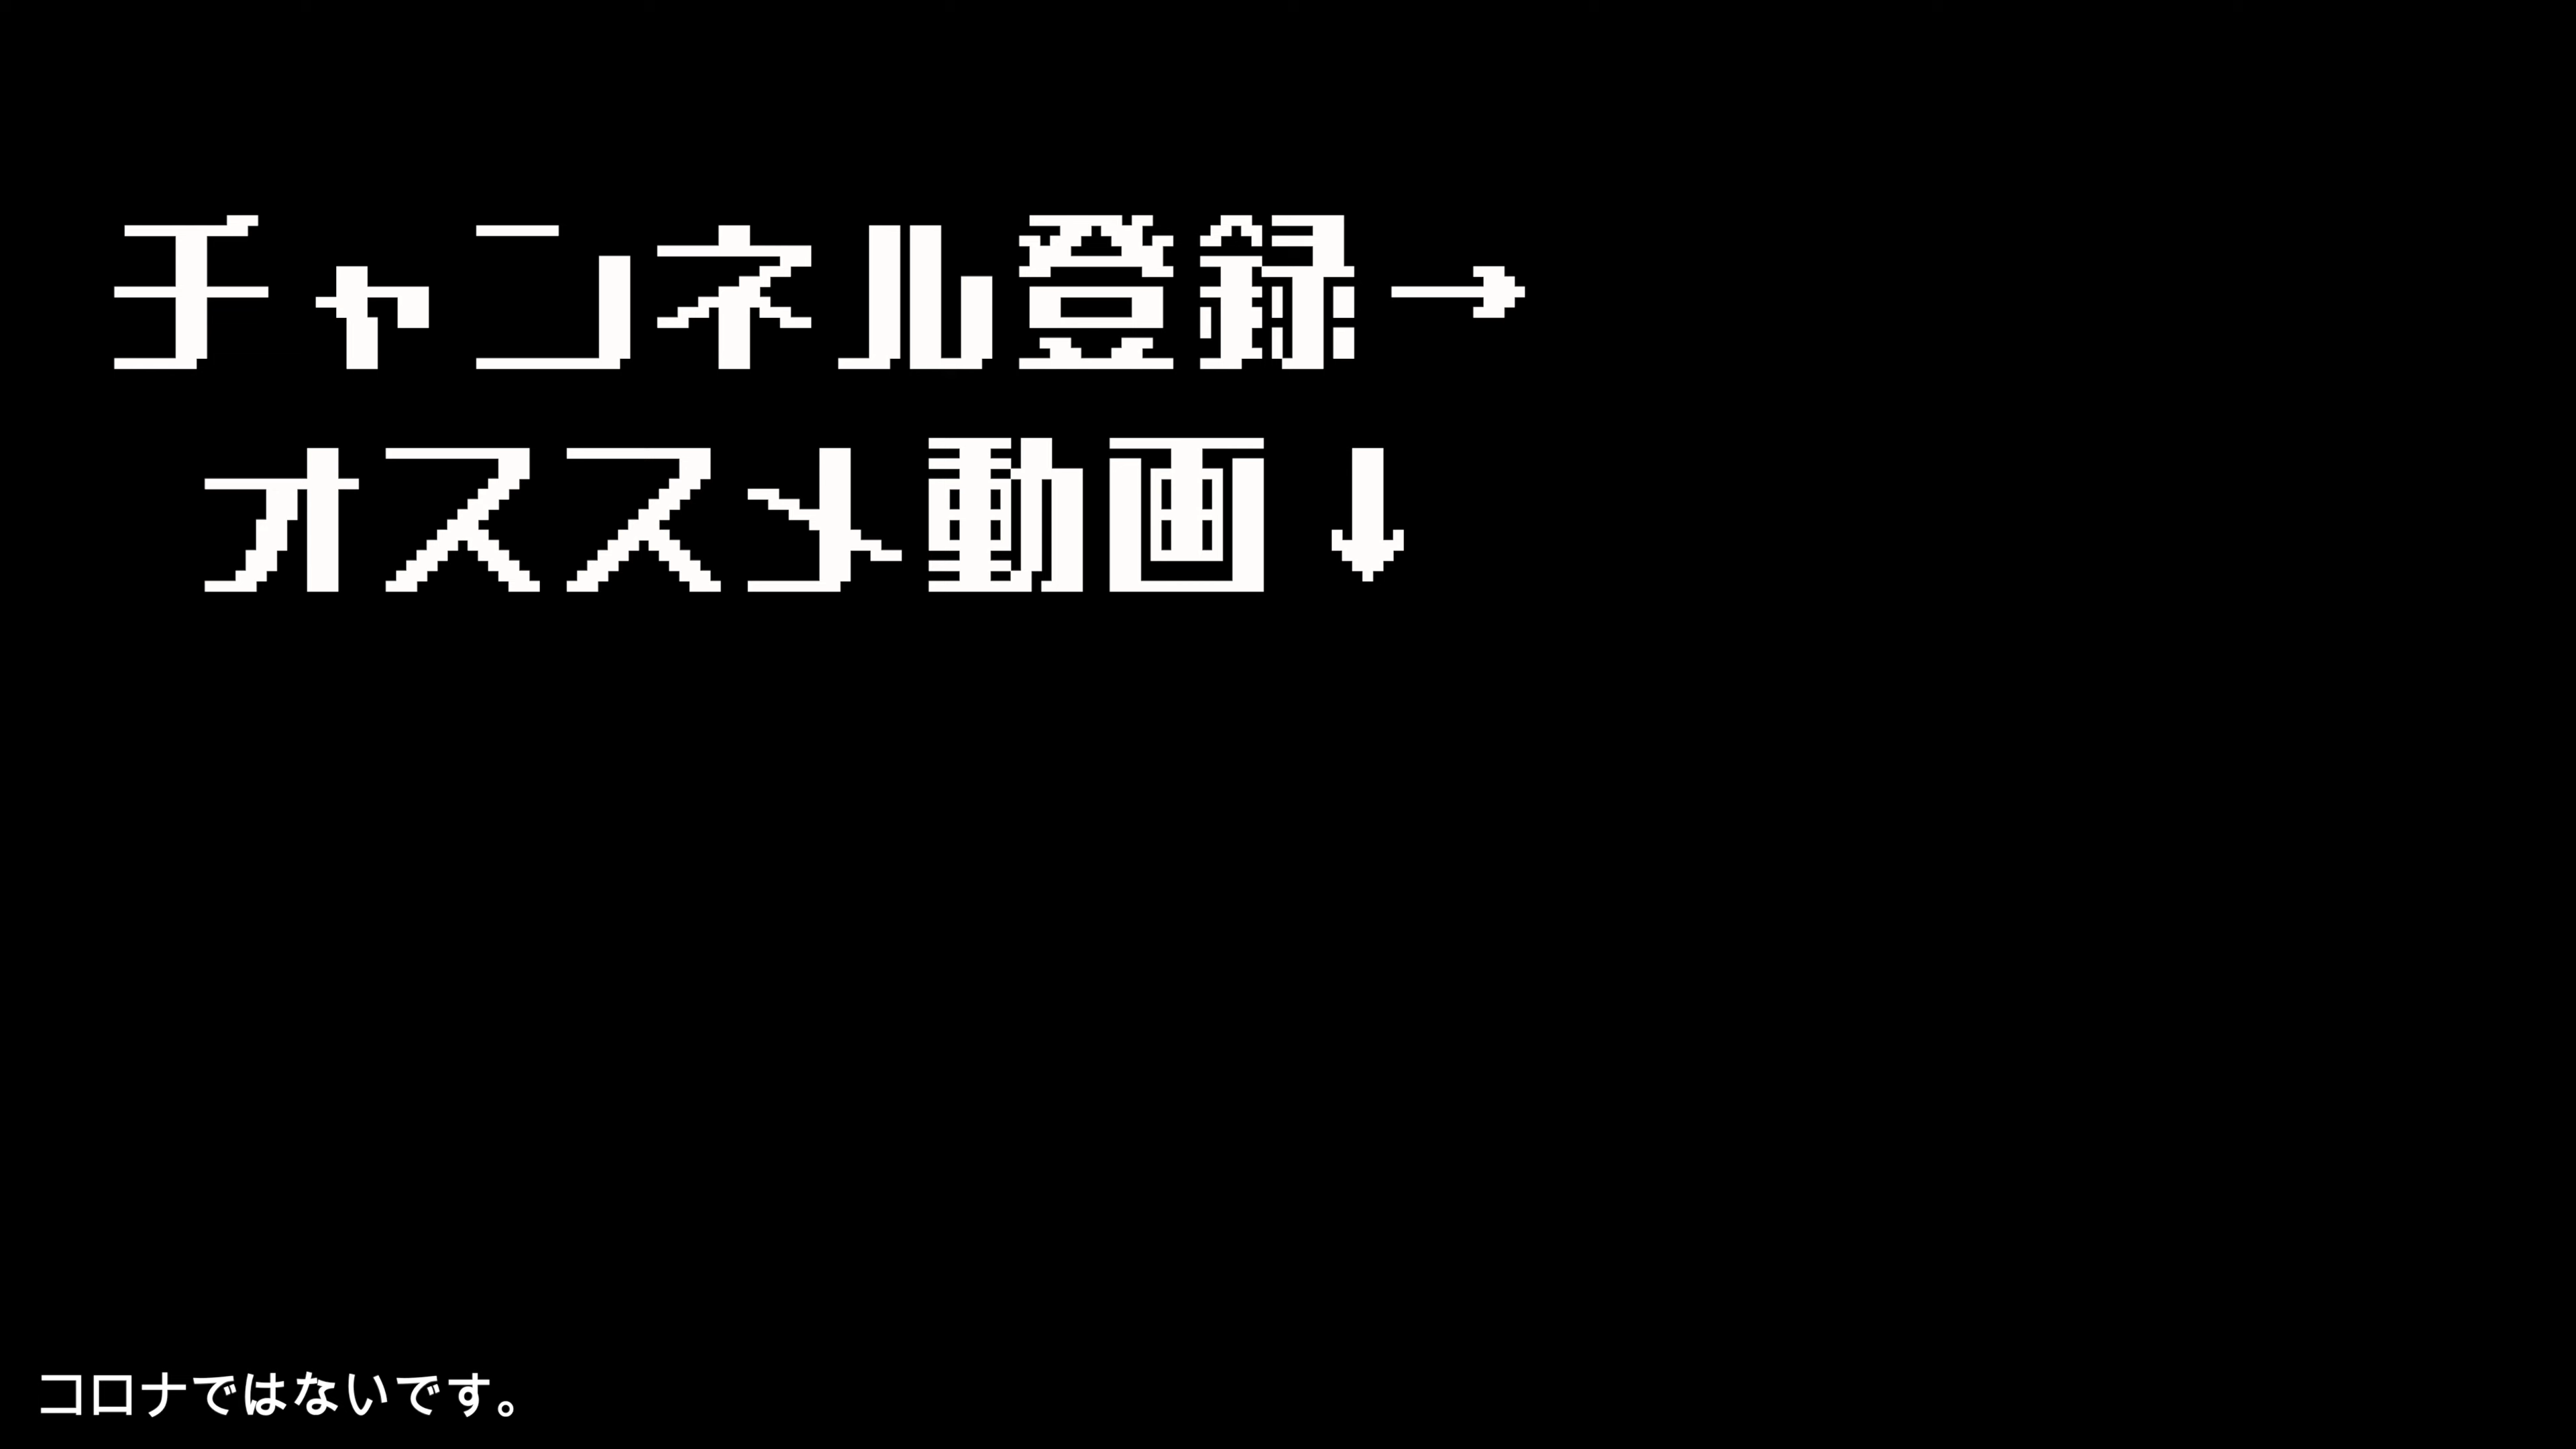 チャンネル登録→
オススメ動画↓
コロナではないです。